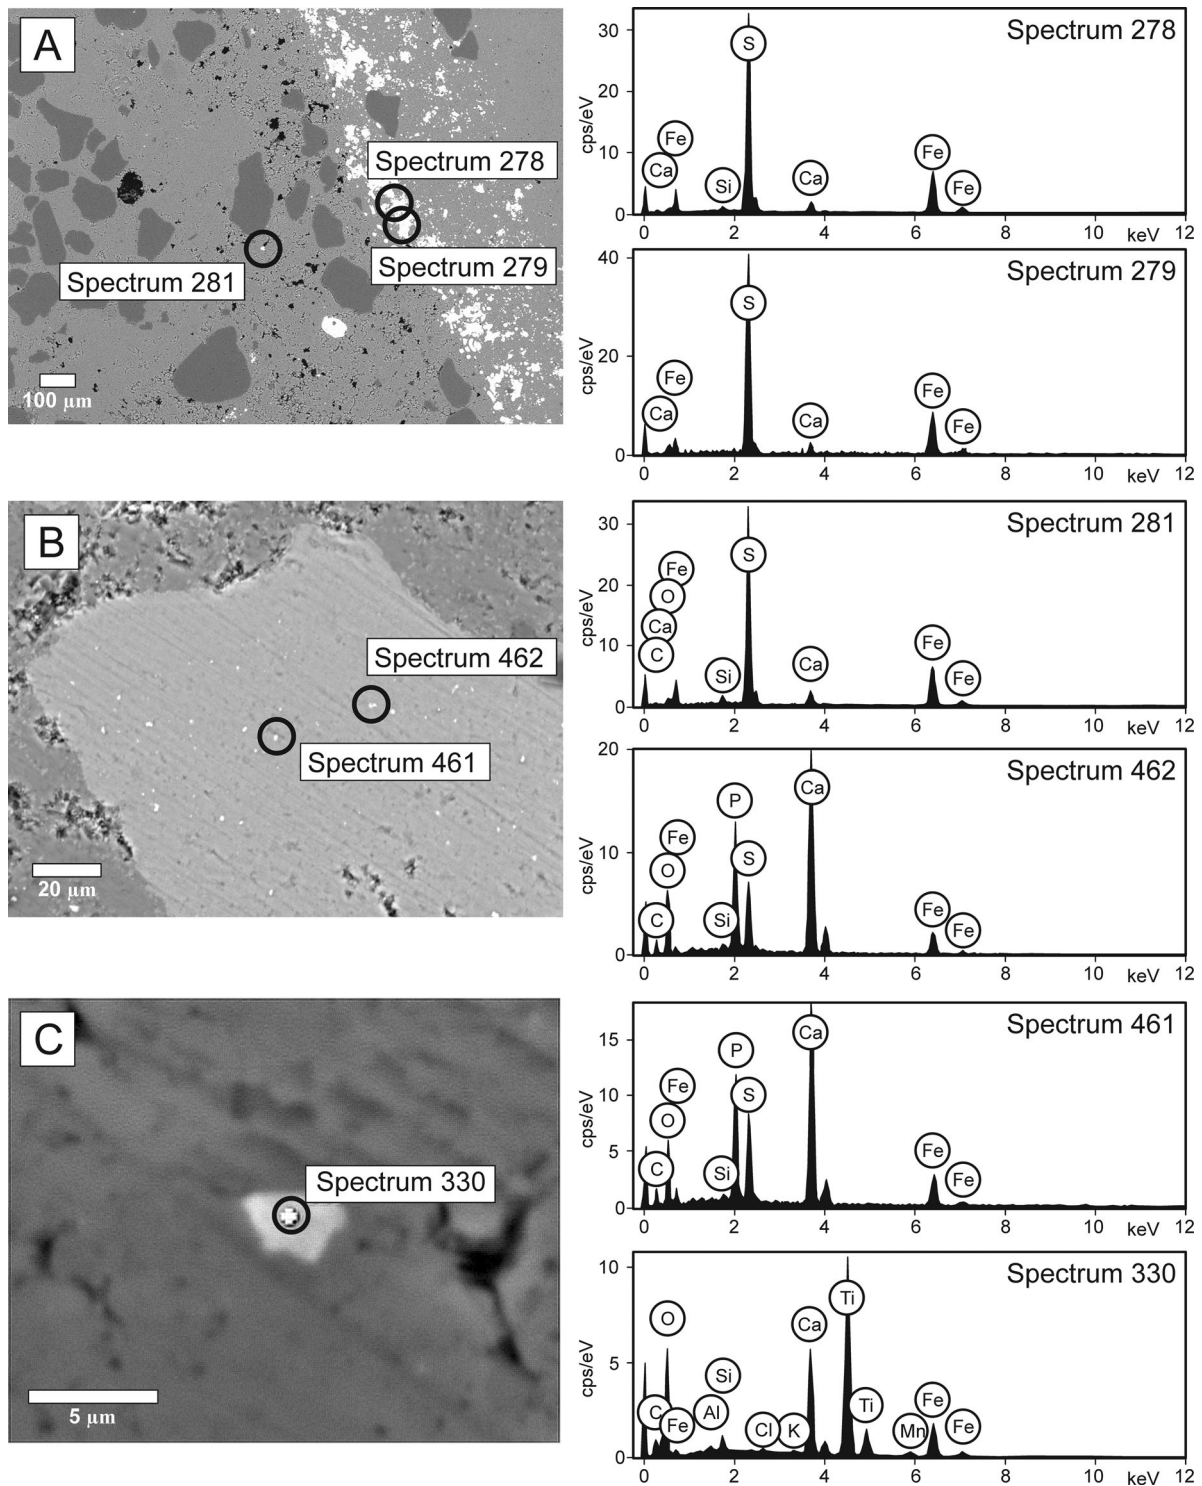 A
Spectrum 278
Spectrum 279
Spectrum 281
100 µm
B
Spectrum 462
Spectrum 461
20 µm
C
Spectrum 330
5 µm
Spectrum 278
cps/eV
30
20
10
0
S
Fe
Ca
Si
Ca
Fe
Fe
0 2 4 6 8 10 keV 12
Spectrum 279
cps/eV
40
20
0
S
Fe
Ca
Ca
Fe
Fe
0 2 4 6 8 10 keV 12
Spectrum 281
cps/eV
30
20
10
0
S
Fe
O
Ca
C
Si
Ca
Fe
Fe
0 2 4 6 8 10 keV 12
Spectrum 462
cps/eV
20
10
0
P
Ca
Fe
S
O
C
Si
Fe
Fe
0 2 4 6 8 10 keV 12
Spectrum 461
cps/eV
15
10
5
0
Ca
P
Fe
S
O
C
Si
Fe
Fe
0 2 4 6 8 10 keV 12
Spectrum 330
cps/eV
10
5
0
Ti
O
Ca
Si
C
Fe
Al
Cl
K
Ti
Mn
Fe
Fe
0 2 4 6 8 10 keV 12